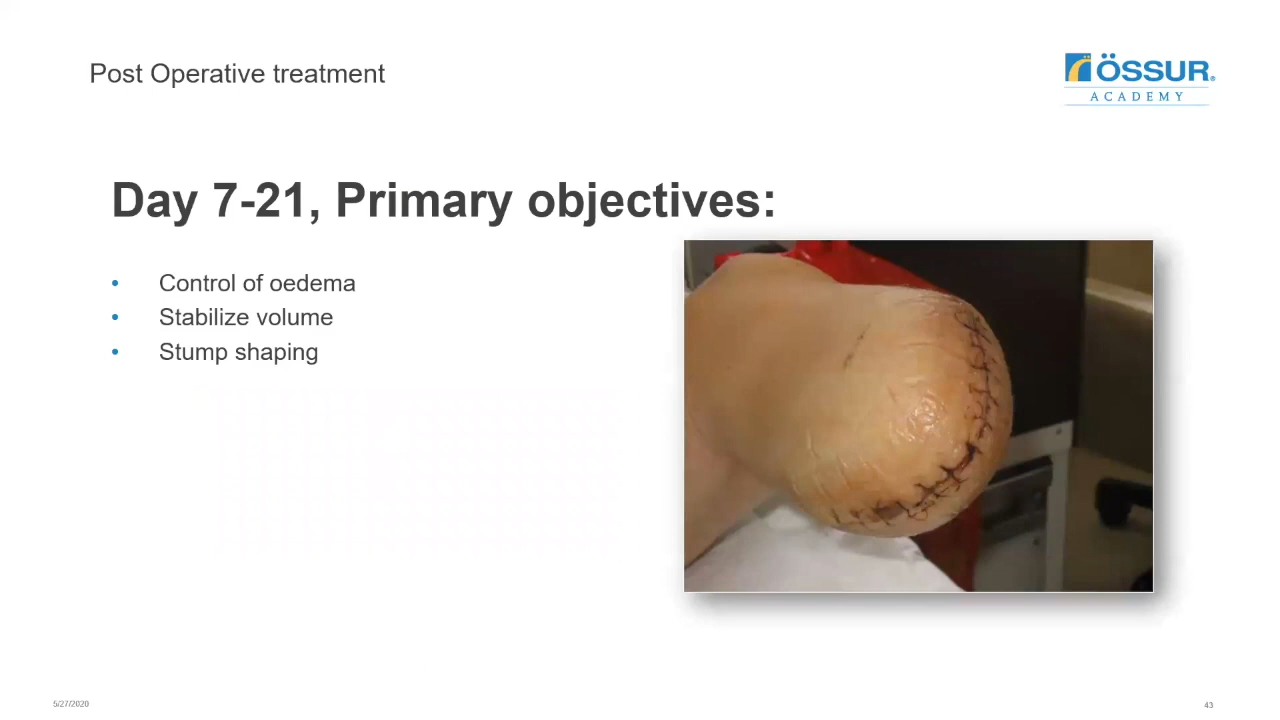 Post Operative treatment
ÖSSUR®
ACADEMY
Day 7-21, Primary objectives:
• Control of oedema
• Stabilize volume
• Stump shaping
5/27/2020
43